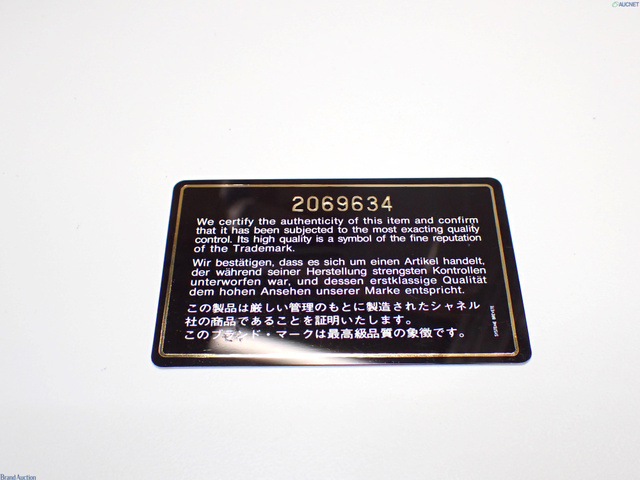 AUCNET
2069634
We certify the authenticity of this item and confirm
that it has been subjected to the most exacting quality
control. Its high quality is a symbol of the fine reputation
of the Trademark.
Wir bestätigen, dass es sich um einen Artikel handelt,
der während seiner Herstellung strengsten Kontrollen
unterworfen war, und dessen erstklassige Qualität
dem hohen Ansehen unserer Marke entspricht.
この製品は厳しい管理のもとに製造されたシャネル
社の商品であることを証明いたします。
このブランド・マークは最高級品質の象徴です。
BrandAuction